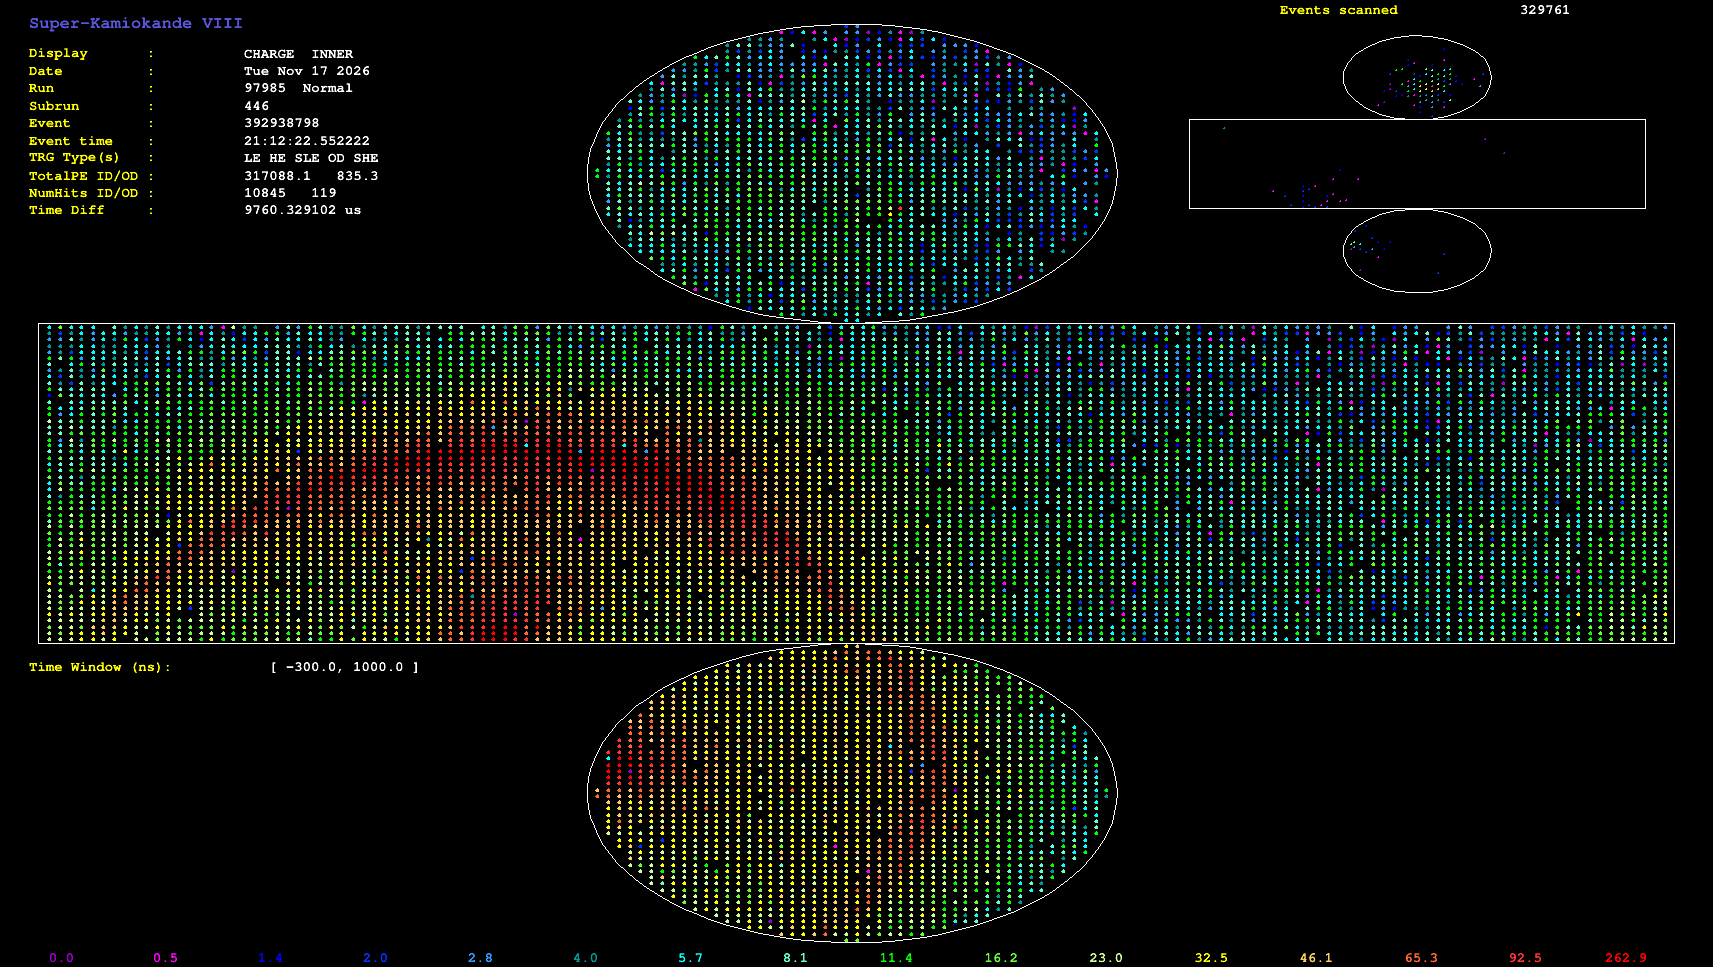 Super-Kamiokande VIII
Events scanned 329761
Display : CHARGE INNER
Date : Tue Nov 17 2026
Run : 97985 Normal
Subrun : 446
Event : 392938798
Event time : 21:12:22.552222
TRG Type(s) : LE HE SLE OD SHE
TotalPE ID/OD : 317088.1 835.3
NumHits ID/OD : 10845 119
Time Diff : 9760.329102 us
Time Window (ns): [ -300.0, 1000.0 ]
0.0 0.5 1.4 2.0 2.8 4.0 5.7 8.1 11.4 16.2 23.0 32.5 46.1 65.3 92.5 262.9